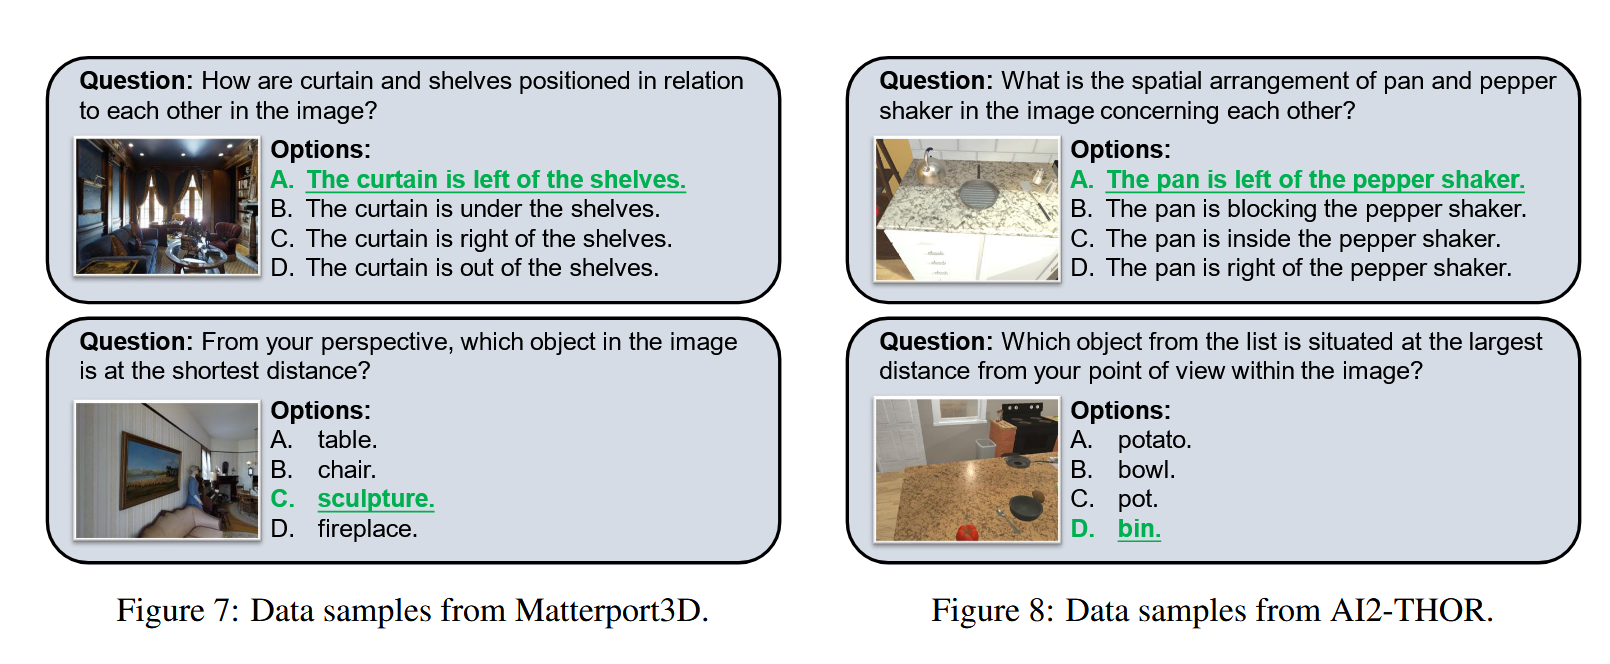 Question: How are curtain and shelves positioned in relation
to each other in the image?
Options:
A. The curtain is left of the shelves.
B. The curtain is under the shelves.
C. The curtain is right of the shelves.
D. The curtain is out of the shelves.
Question: From your perspective, which object in the image
is at the shortest distance?
Options:
A. table.
B. chair.
C. sculpture.
D. fireplace.
Figure 7: Data samples from Matterport3D.
Question: What is the spatial arrangement of pan and pepper
shaker in the image concerning each other?
Options:
A. The pan is left of the pepper shaker.
B. The pan is blocking the pepper shaker.
C. The pan is inside the pepper shaker.
D. The pan is right of the pepper shaker.
Question: Which object from the list is situated at the largest
distance from your point of view within the image?
Options:
A. potato.
B. bowl.
C. pot.
D. bin.
Figure 8: Data samples from AI2-THOR.